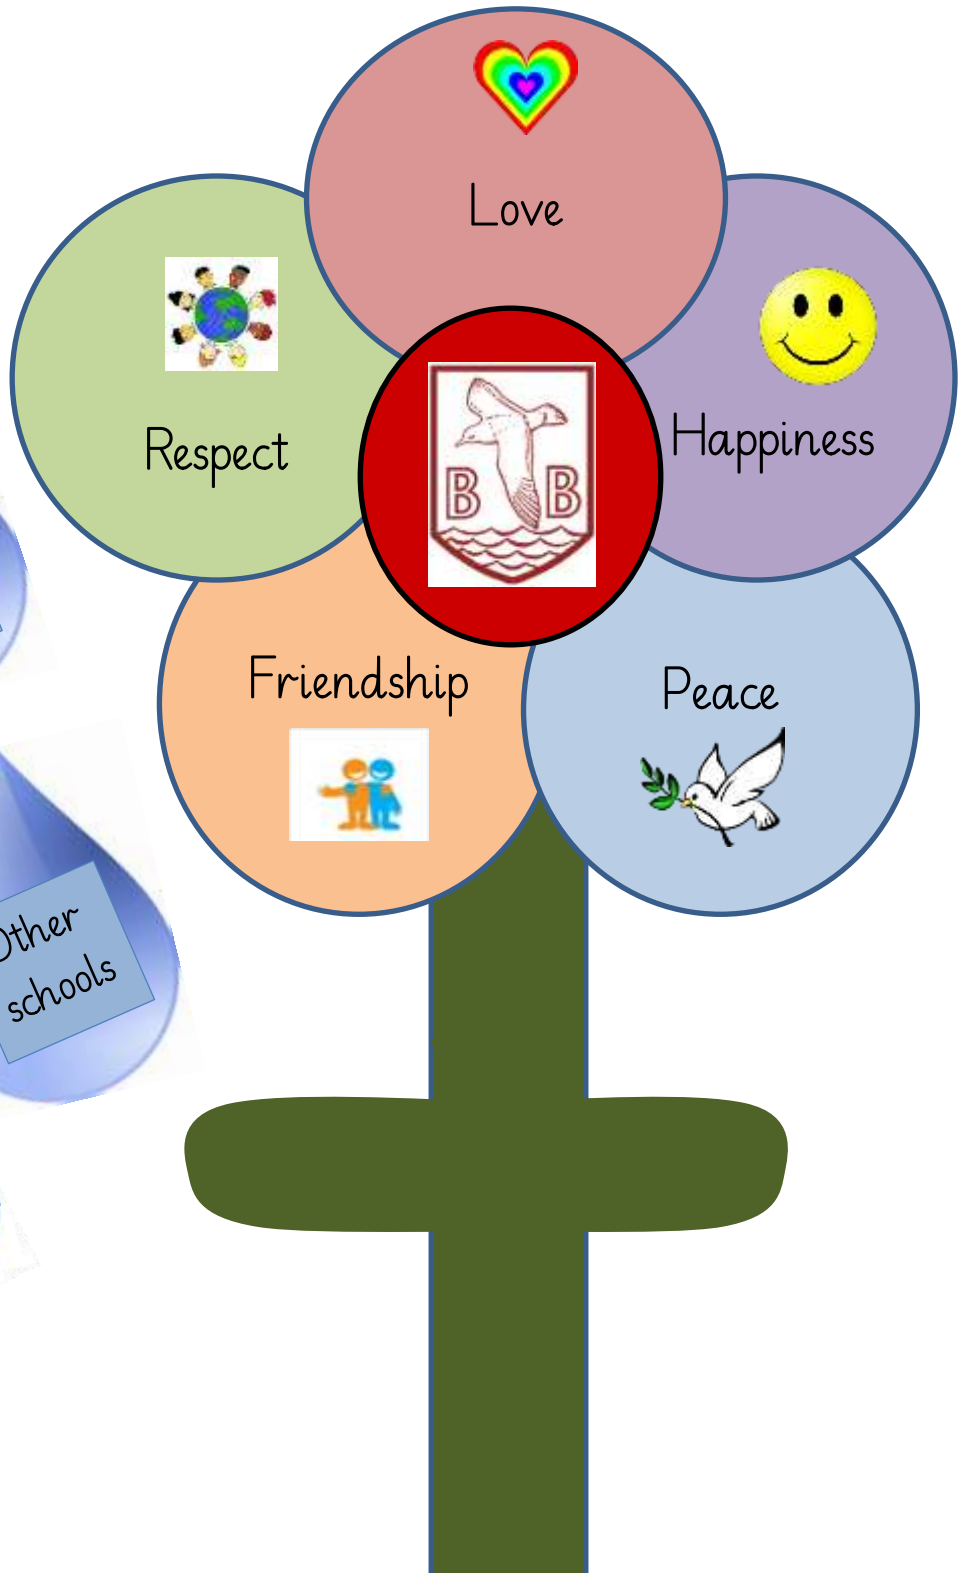 Love
Respect
Happiness
B B
Friendship
Peace
Other
schools